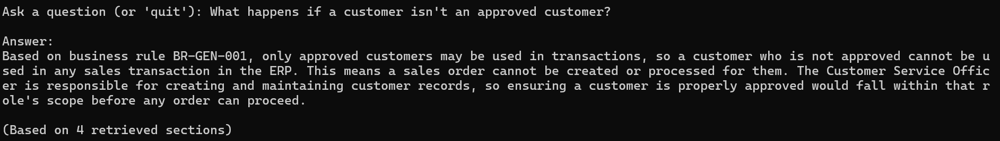 Ask a question (or 'quit'): What happens if a customer isn't an approved customer?
Answer:
Based on business rule BR-GEN-001, only approved customers may be used in transactions, so a customer who is not approved cannot be u
sed in any sales transaction in the ERP. This means a sales order cannot be created or processed for them. The Customer Service Offic
er is responsible for creating and maintaining customer records, so ensuring a customer is properly approved would fall within that r
ole's scope before any order can proceed.
(Based on 4 retrieved sections)